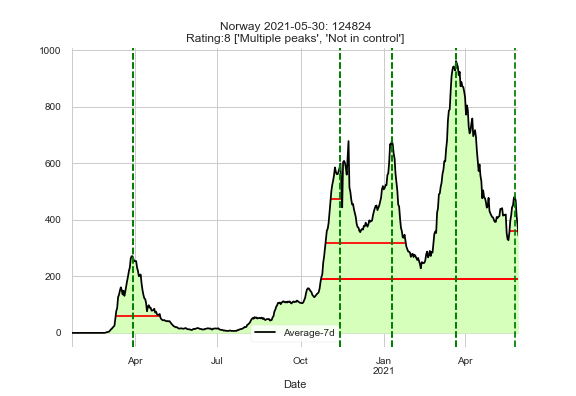 Norway 2021-05-30: 124824
Rating:8 ['Multiple peaks', 'Not in control']
1000
800
600
400
200
0
Average-7d
Apr
Jul
Oct
Jan
2021
Apr
Date